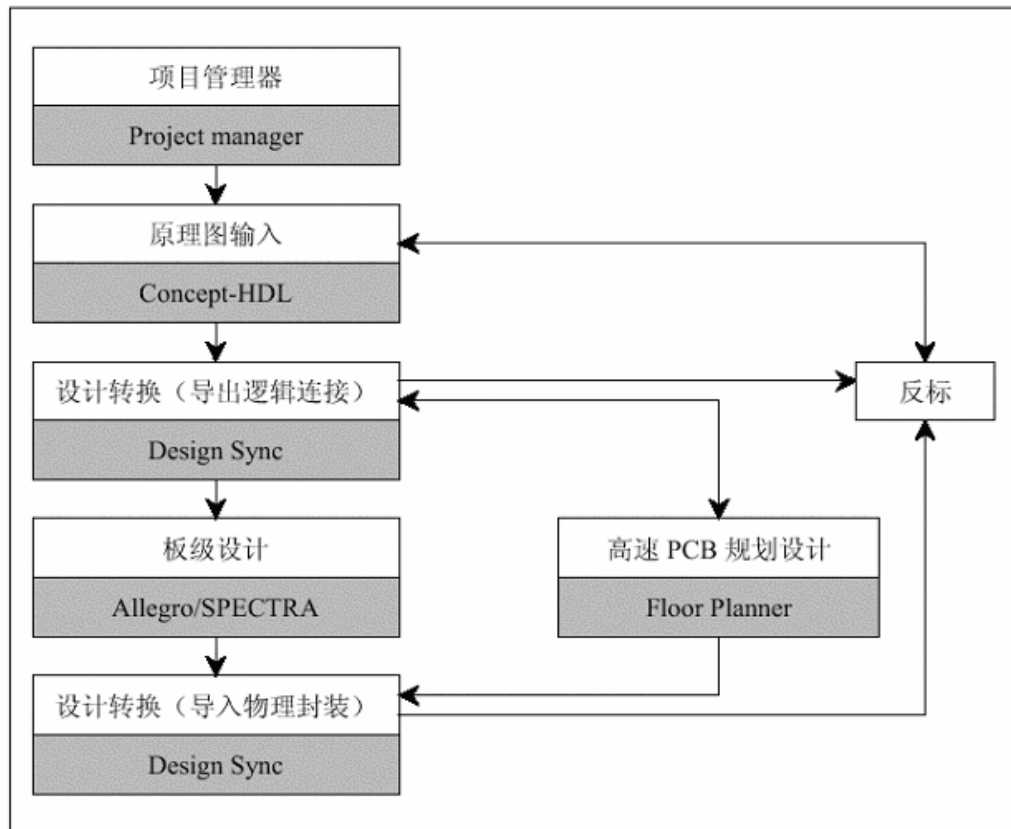 项目管理器
Project manager
原理图输入
Concept-HDL
设计转换（导出逻辑连接）
Design Sync
反标
板级设计
Allegro/SPECTRA
高速 PCB 规划设计
Floor Planner
设计转换（导入物理封装）
Design Sync